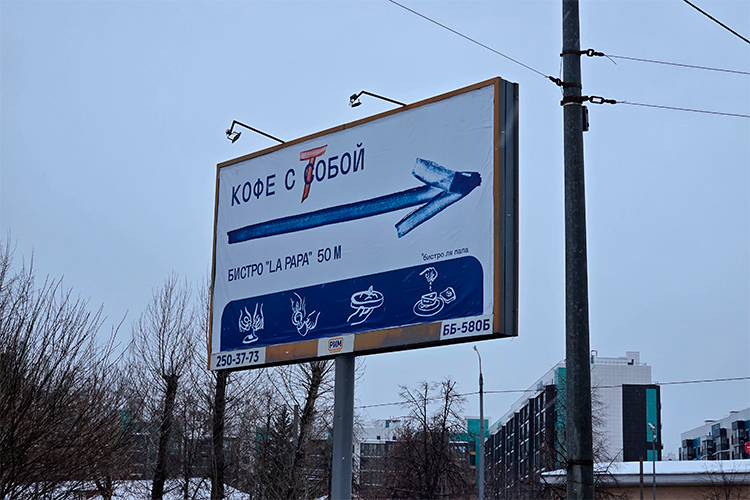 КОФЕ С ТОБОЙ
БИСТРО "LA PAPA" 50 М
*бистро ля папа
250-37-73
РИМ
ББ-580Б